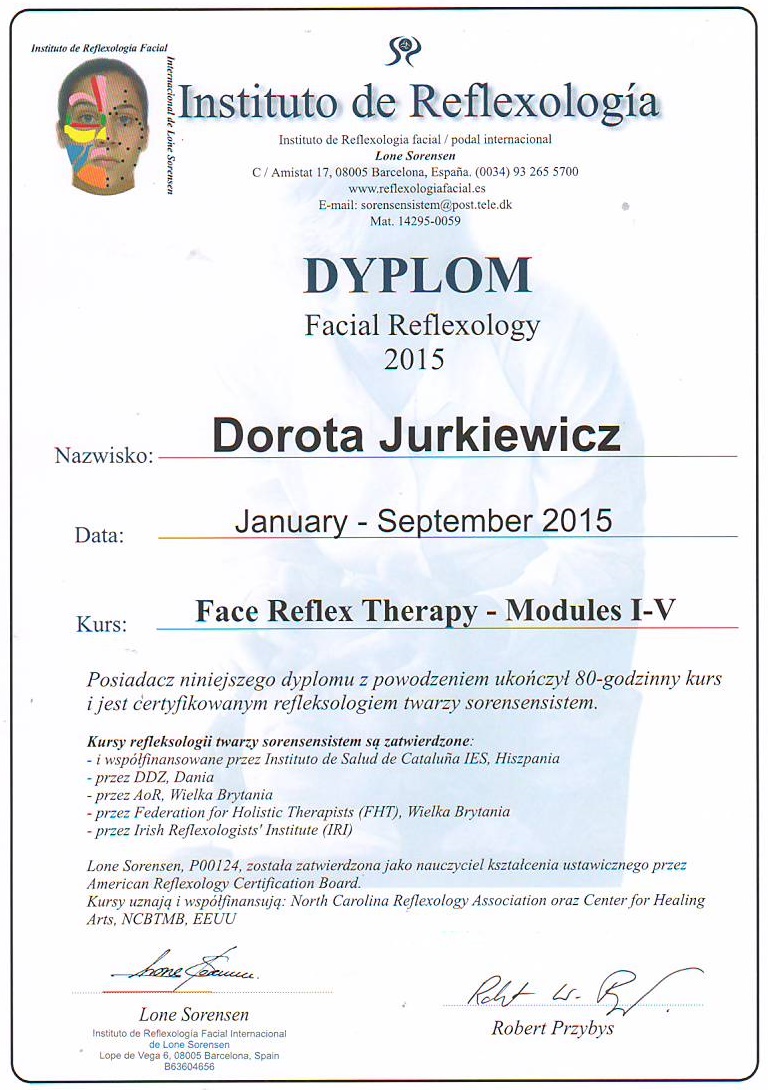 Instituto de Reflexología Facial
Internacional de Lone Sorensen
Instituto de Reflexología
Instituto de Reflexologia facial / podal internacional
Lone Sorensen
C / Amistat 17, 08005 Barcelona, España. (0034) 93 265 5700
www.reflexologiafacial.es
E-mail: sorensensistem@post.tele.dk
Mat. 14295-0059
DYPLOM
Facial Reflexology
2015
Nazwisko: Dorota Jurkiewicz
Data: January - September 2015
Kurs: Face Reflex Therapy - Modules I-V
Posiadacz niniejszego dyplomu z powodzeniem ukończył 80-godzinny kurs
i jest certyfikowanym refleksologiem twarzy sorensensistem.
Kursy refleksologii twarzy sorensensistem są zatwierdzone:
- i współfinansowane przez Instituto de Salud de Cataluña IES, Hiszpania
- przez DDZ, Dania
- przez AoR, Wielka Brytania
- przez Federation for Holistic Therapists (FHT), Wielka Brytania
- przez Irish Reflexologists' Institute (IRI)
Lone Sorensen, P00124, została zatwierdzona jako nauczyciel kształcenia ustawicznego przez
American Reflexology Certification Board.
Kursy uznają i współfinansują: North Carolina Reflexology Association oraz Center for Healing
Arts, NCBTMB, EEUU
Lone Sorensen
Instituto de Reflexología Facial Internacional
de Lone Sorensen
Lope de Vega 6, 08005 Barcelona, Spain
B63604656
Robert Przybys